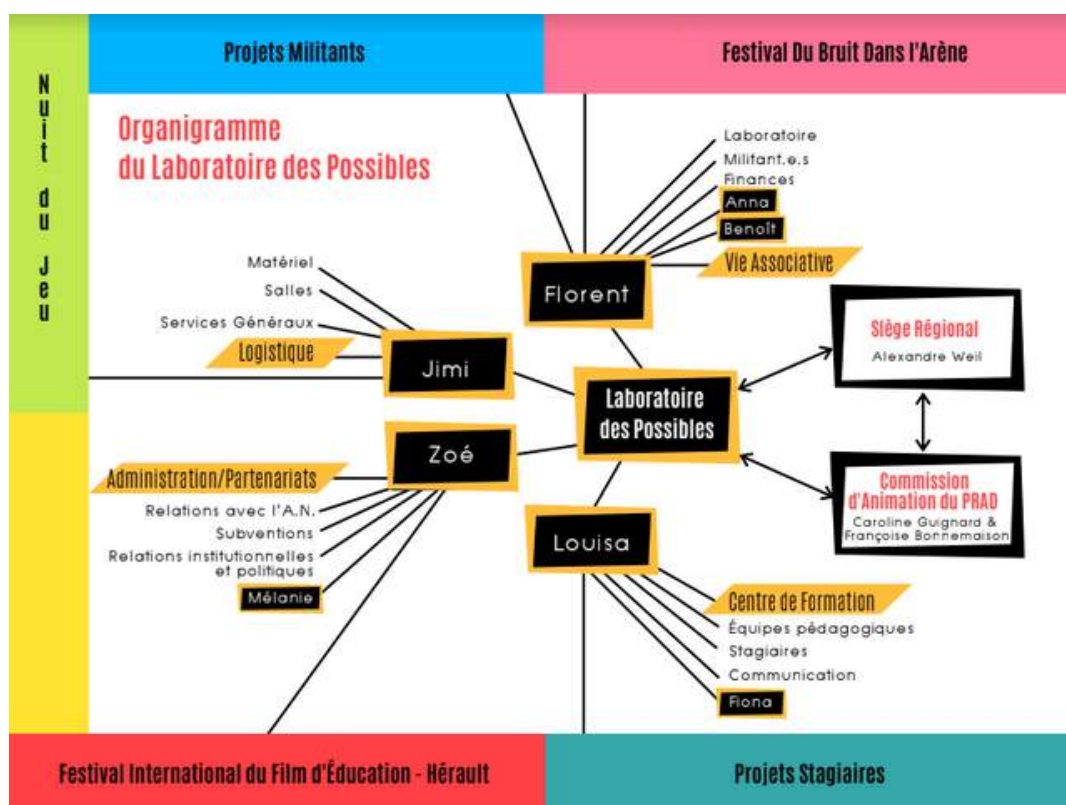 Projets Militants
Festival Du Bruit Dans l'Arène
Nuit du Jeu
Organigramme
du Laboratoire des Possibles
Laboratoire
Militant.e.s
Finances
Anna
Benoît
Vie Associative
Florent
Matériel
Salles
Services Généraux
Logistique
Jimi
Siège Régional
Alexandre Weil
Laboratoire
des Possibles
Zoé
Administration/Partenariats
Relations avec l'A.N.
Subventions
Relations institutionnelles
et politiques
Mélanie
Commission
d'Animation du PRAD
Caroline Guignard &
Françoise Bonnemaison
Louisa
Centre de Formation
Équipes pédagogiques
Stagiaires
Communication
Fiona
Festival International du Film d'Éducation - Hérault
Projets Stagiaires